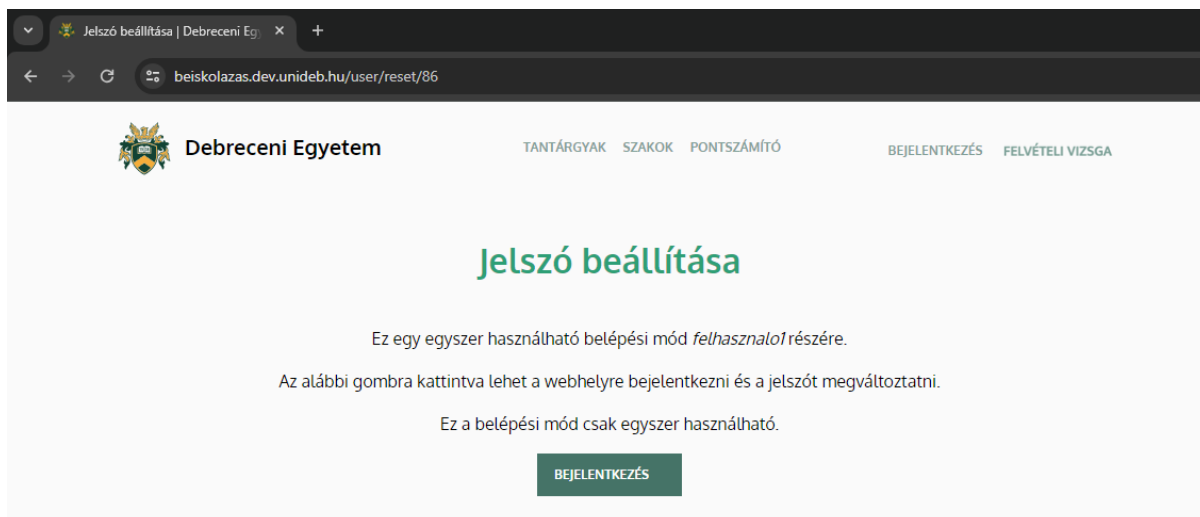 Jelszó beállítása | Debreceni Eg
beiskolazas.dev.unideb.hu/user/reset/86
Debreceni Egyetem
TANTÁRGYAK SZAKOK PONTSZÁMÍTÓ
BEJELENTKEZÉS FELVÉTELI VIZSGA
Jelszó beállítása
Ez egy egyszer használható belépési mód felhasznalo1 részére.
Az alábbi gombra kattintva lehet a webhelyre bejelentkezni és a jelszót megváltoztatni.
Ez a belépési mód csak egyszer használható.
BEJELENTKEZÉS